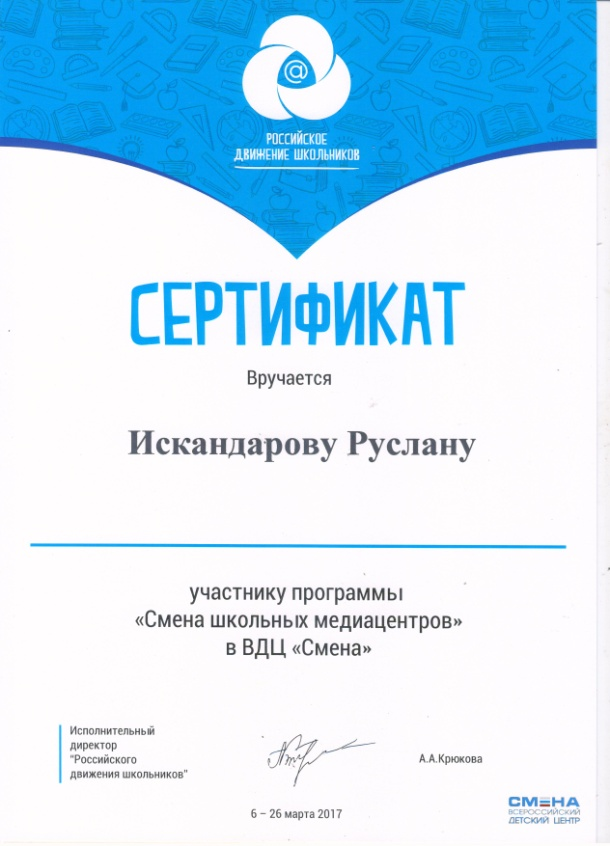 @
РОССИЙСКОЕ
ДВИЖЕНИЕ ШКОЛЬНИКОВ
СЕРТИФИКАТ
Вручается
Искандарову Руслану
участнику программы
«Смена школьных медиацентров»
в ВДЦ «Смена»
Исполнительный
директор
"Российского
движения школьников"
А.А.Крюкова
6 – 26 марта 2017
СМЕНА
ВСЕРОССИЙСКИЙ
ДЕТСКИЙ ЦЕНТР